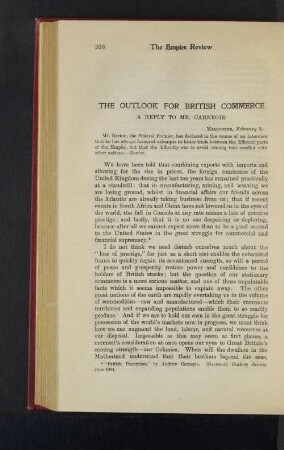 226 The Empire Review
THE OUTLOOK FOR BRITISH COMMERCE
A REPLY TO MR. CARNEGIE
MELBOURNE, February 9.
Mr. Barton, the Federal Premier, has declared in the course of an interview
that he has always favoured attempts to foster trade between the different parts
of the Empire, but that the difficulty was to avoid coming into conflict with
other nations.—Reuter.
WE have been told that combining exports with imports and
allowing for the rise in prices, the foreign commerce of the
United Kingdom during the last ten years has remained practically
at a standstill: that in manufacturing, mining, and weaving we
are losing ground, whilst in financial affairs our friends across
the Atlantic are already taking business from us; that if recent
events in South Africa and China have not lowered us in the eyes of
the world, the fall in Consols at any rate means a loss of genuine
prestige; and lastly, that it is no use despairing or deploring,
because after all we cannot expect more than to be a good second
to the United States in the great struggle for commercial and
financial supremacy.*
I do not think we need disturb ourselves much about the
"loss of prestige," for just as a short rest enables the exhausted
frame to quickly regain its accustomed strength, so will a period
of peace and prosperity restore power and confidence to the
holders of British stocks; but the question of our stationary
commerce is a more serious matter, and one of those unpalatable
facts which it seems impossible to explain away. The other
great nations of the earth are rapidly overtaking us in the volume
of commodities—raw and manufactured—which their enormous
territories and expanding populations enable them to so readily
produce. And if we are to hold our own in the great struggle for
possession of the world's markets now in progress, we must think
how we can augment the land, labour, and natural reserves at
our disposal. Impossible as this may seem at first glance, a
moment's consideration at once opens our eyes to Great Britain's
coming strength—our Colonies. When will the dwellers in the
Motherland understand that their brothers beyond the seas,
* "British Pessimism," by Andrew Carnegie. Nineteenth Century Review,
June 1901.